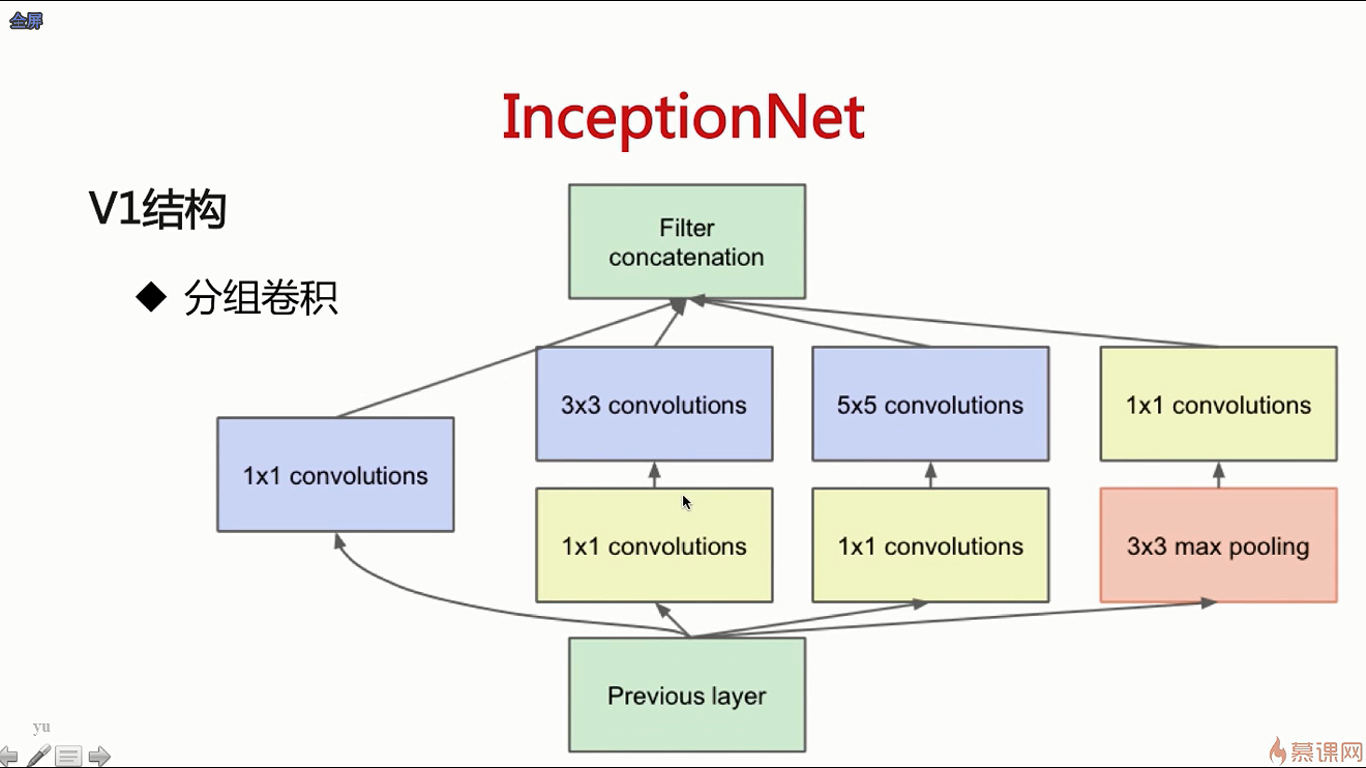 全屏
InceptionNet
V1结构
◆ 分组卷积
Filter
concatenation
3x3 convolutions
5x5 convolutions
1x1 convolutions
1x1 convolutions
1x1 convolutions
1x1 convolutions
3x3 max pooling
Previous layer
yu
慕课网